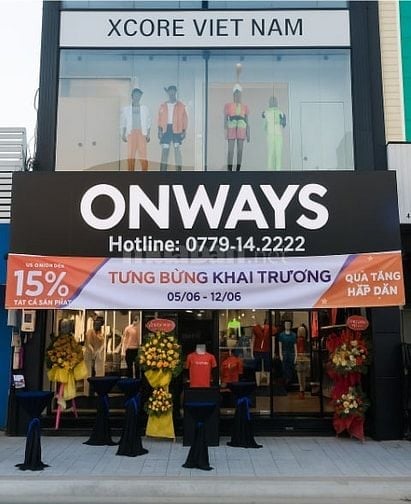 XCORE VIET NAM
ONWAYS
Hotline: 0779-14.2222
15%
TẤT CẢ SẢN PHẨM
TƯNG BỪNG KHAI TRƯƠNG
05/06 - 12/06
QUÀ TẶNG
HẤP DẪN